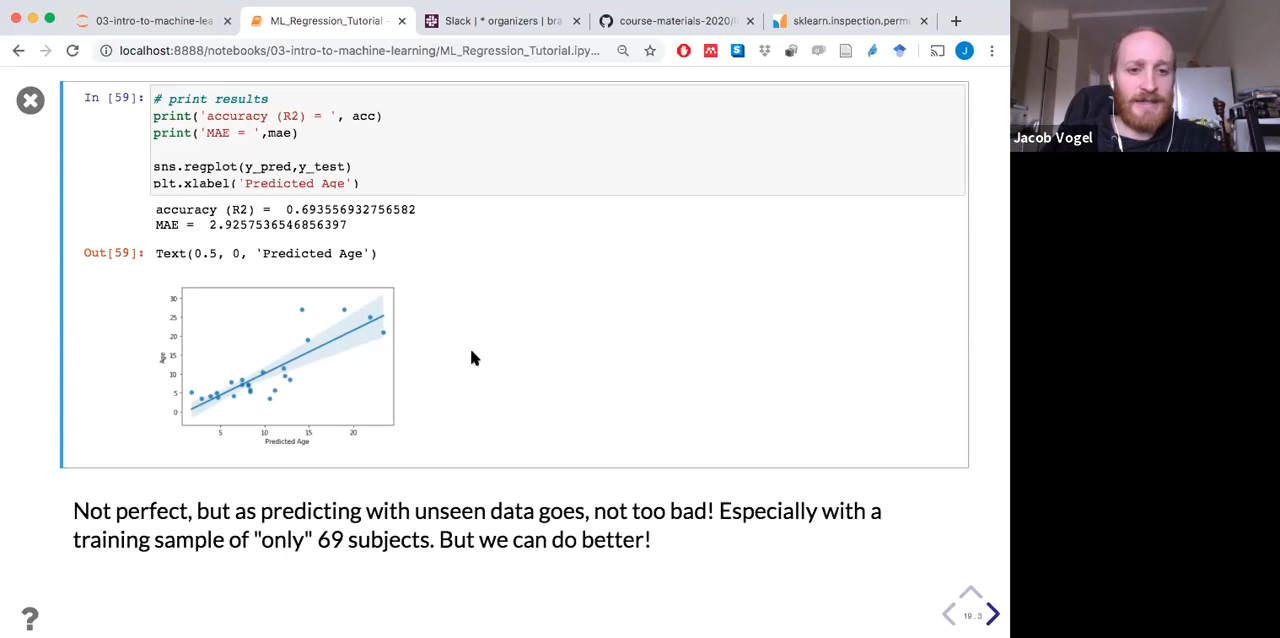 03-intro-to-machine-lea
ML_Regression_Tutorial
Slack | * organizers | bra
course-materials-2020/
sklearn.inspection.perm
localhost:8888/notebooks/03-intro-to-machine-learning/ML_Regression_Tutorial.ipy...
J
Jacob Vogel
In [59]:
# print results
print('accuracy (R2) = ', acc)
print('MAE = ',mae)
sns.regplot(y_pred,y_test)
plt.xlabel('Predicted Age')
accuracy (R2) =  0.693556932756582
MAE =  2.9257536546856397
Out[59]: Text(0.5, 0, 'Predicted Age')
30
25
20
15
10
5
0
Age
5 10 15 20
Predicted Age
Not perfect, but as predicting with unseen data goes, not too bad! Especially with a
training sample of "only" 69 subjects. But we can do better!
?
19.3